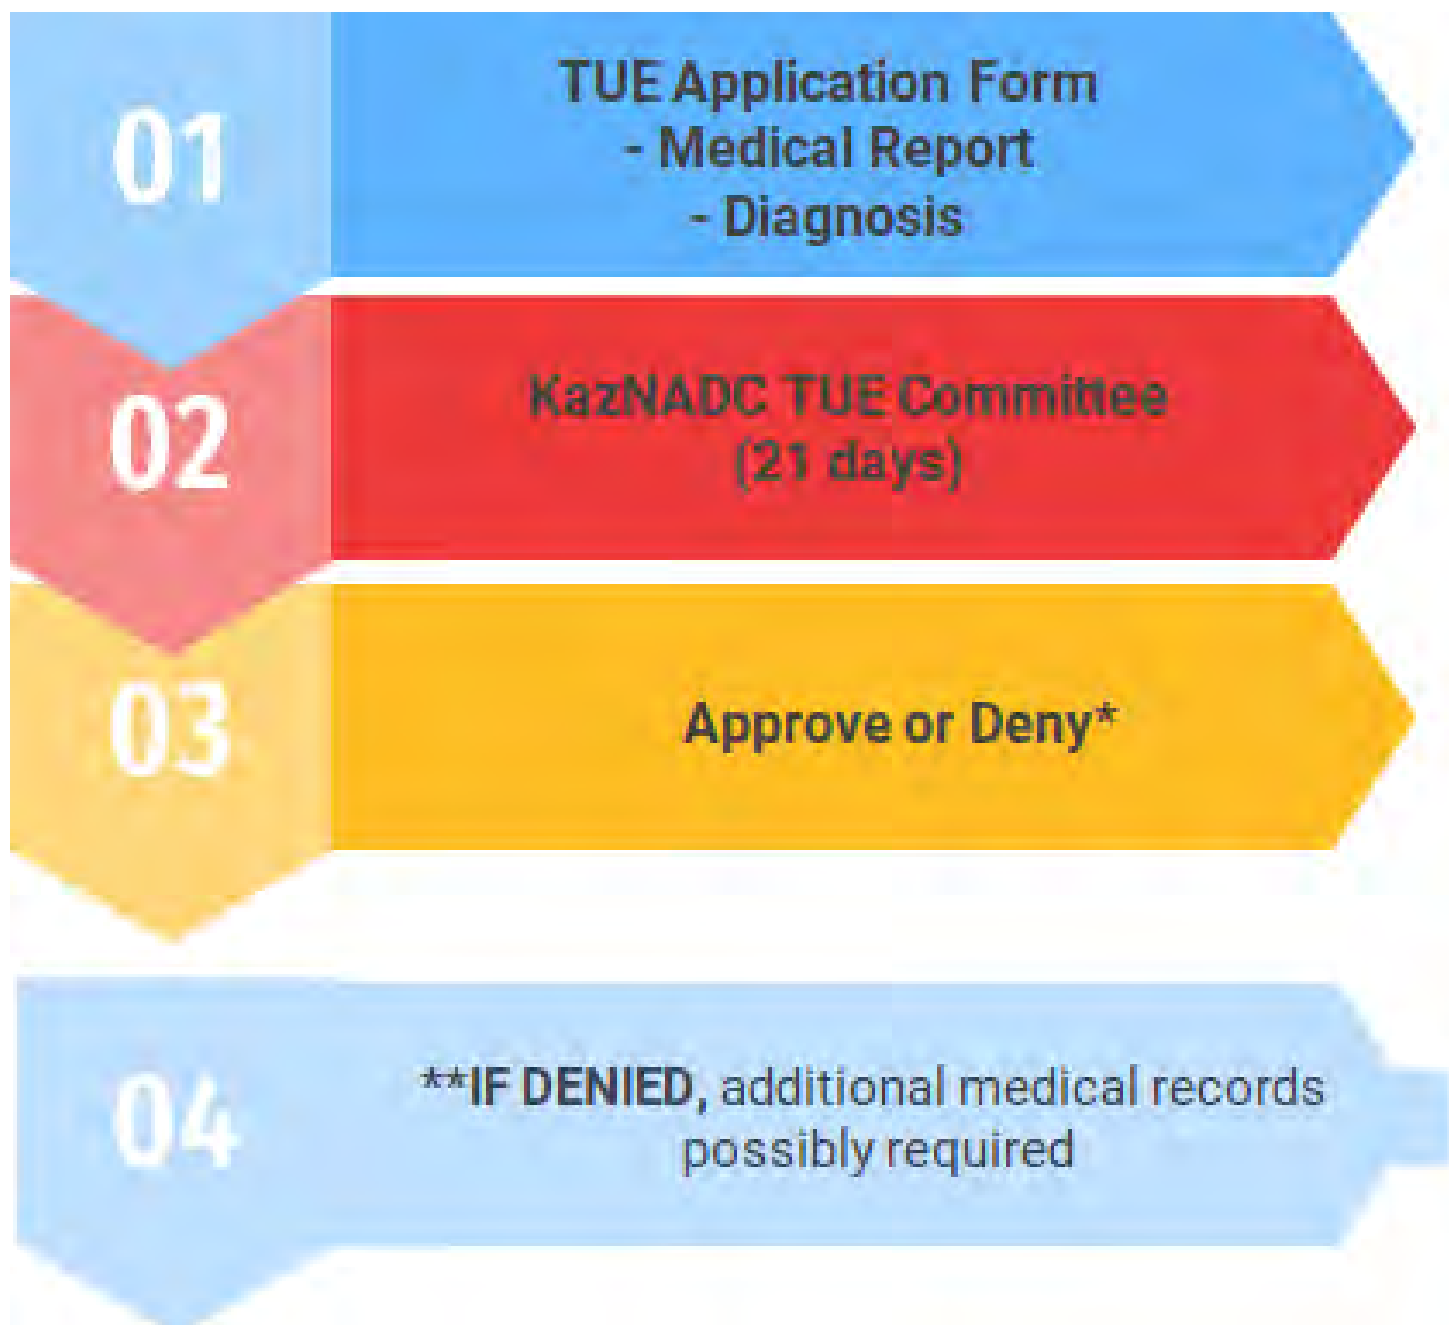 01
TUE Application Form
- Medical Report
- Diagnosis
02
KazNADC TUE Committee
(21 days)
03
Approve or Deny*
04
**IF DENIED, additional medical records
possibly required